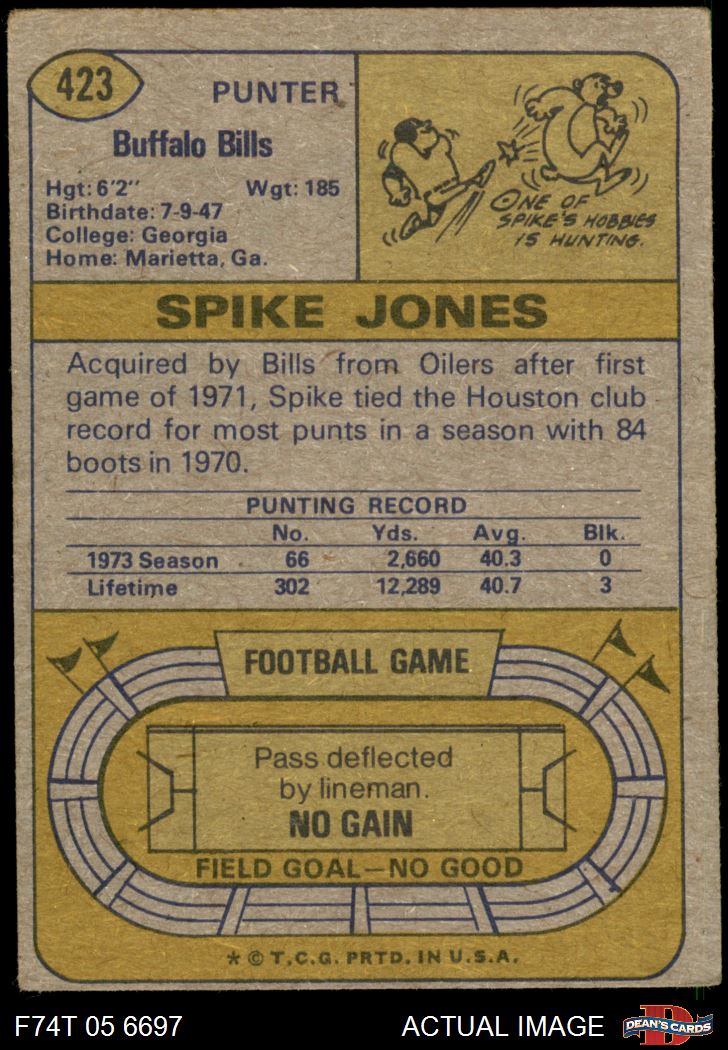 423
PUNTER
Buffalo Bills
Hgt: 6'2" Wgt: 185
Birthdate: 7-9-47
College: Georgia
Home: Marietta, Ga.
ONE OF
SPIKE'S HOBBIES
IS HUNTING.
SPIKE JONES
Acquired by Bills from Oilers after first
game of 1971, Spike tied the Houston club
record for most punts in a season with 84
boots in 1970.
PUNTING RECORD
No. Yds. Avg. Blk.
1973 Season 66 2,660 40.3 0
Lifetime 302 12,289 40.7 3
FOOTBALL GAME
Pass deflected
by lineman.
NO GAIN
FIELD GOAL—NO GOOD
* © T.C.G. PRTD. IN U.S.A.
F74T 05 6697 ACTUAL IMAGE
D
DEAN'S CARDS